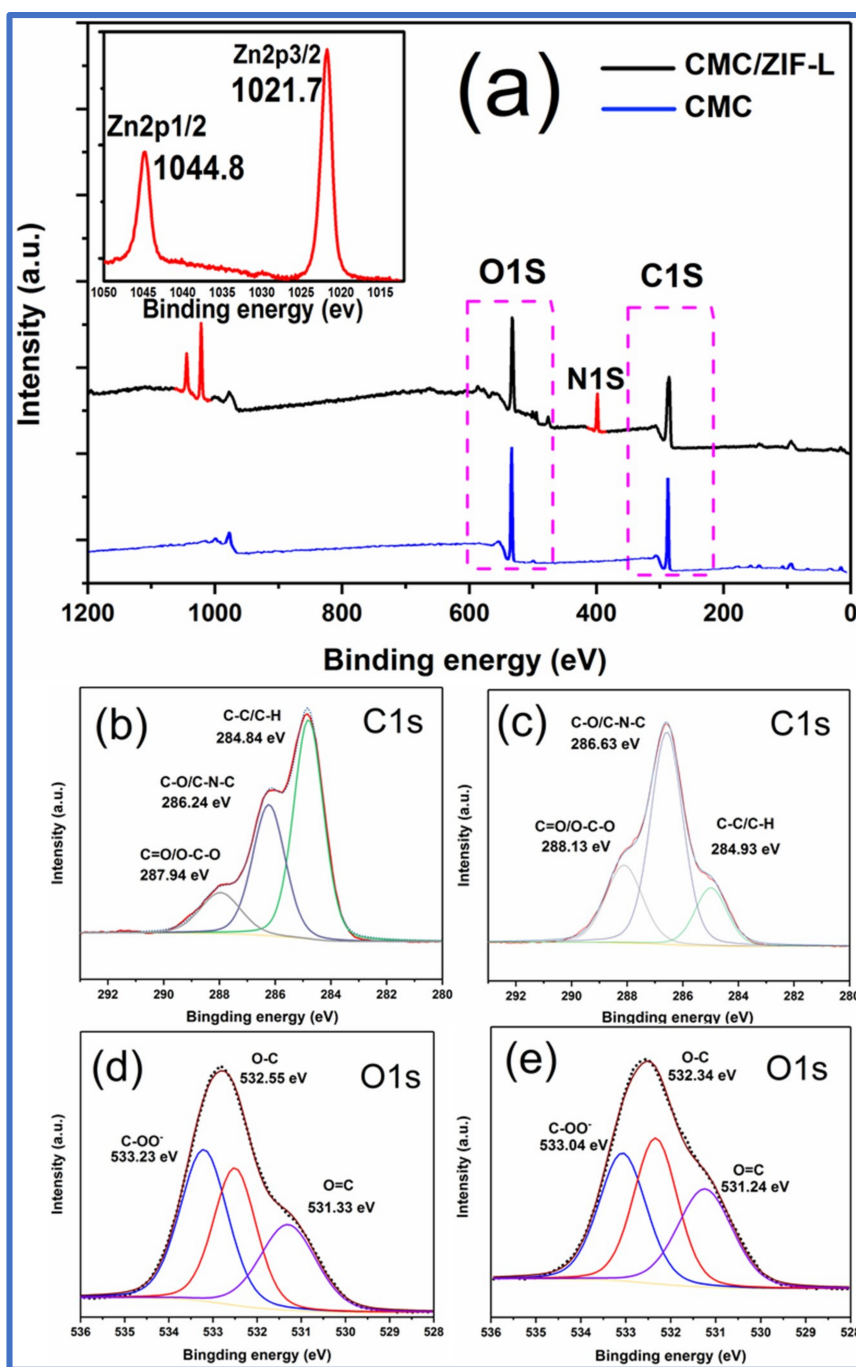 Zn2p3/2
1021.7
Zn2p1/2
1044.8
1050 1045 1040 1035 1030 1025 1020 1015
Binding energy (ev)
(a)
CMC/ZIF-L
CMC
O1S
C1S
N1S
Intensity (a.u.)
1200 1000 800 600 400 200 0
Binding energy (eV)
(b)
C1s
C-C/C-H
284.84 eV
C-O/C-N-C
286.24 eV
C=O/O-C-O
287.94 eV
Intensity (a.u.)
292 290 288 286 284 282 280
Bingding energy (eV)
(c)
C1s
C-O/C-N-C
286.63 eV
C=O/O-C-O
288.13 eV
C-C/C-H
284.93 eV
Intensity (a.u.)
292 290 288 286 284 282 280
Bingding energy (eV)
(d)
O1s
O-C
532.55 eV
C-OO⁻
533.23 eV
O=C
531.33 eV
Intensity (a.u.)
536 535 534 533 532 531 530 529 528
Binding energy (eV)
(e)
O1s
O-C
532.34 eV
C-OO⁻
533.04 eV
O=C
531.24 eV
Intensity (a.u.)
536 535 534 533 532 531 530 529 528
Binding energy (eV)